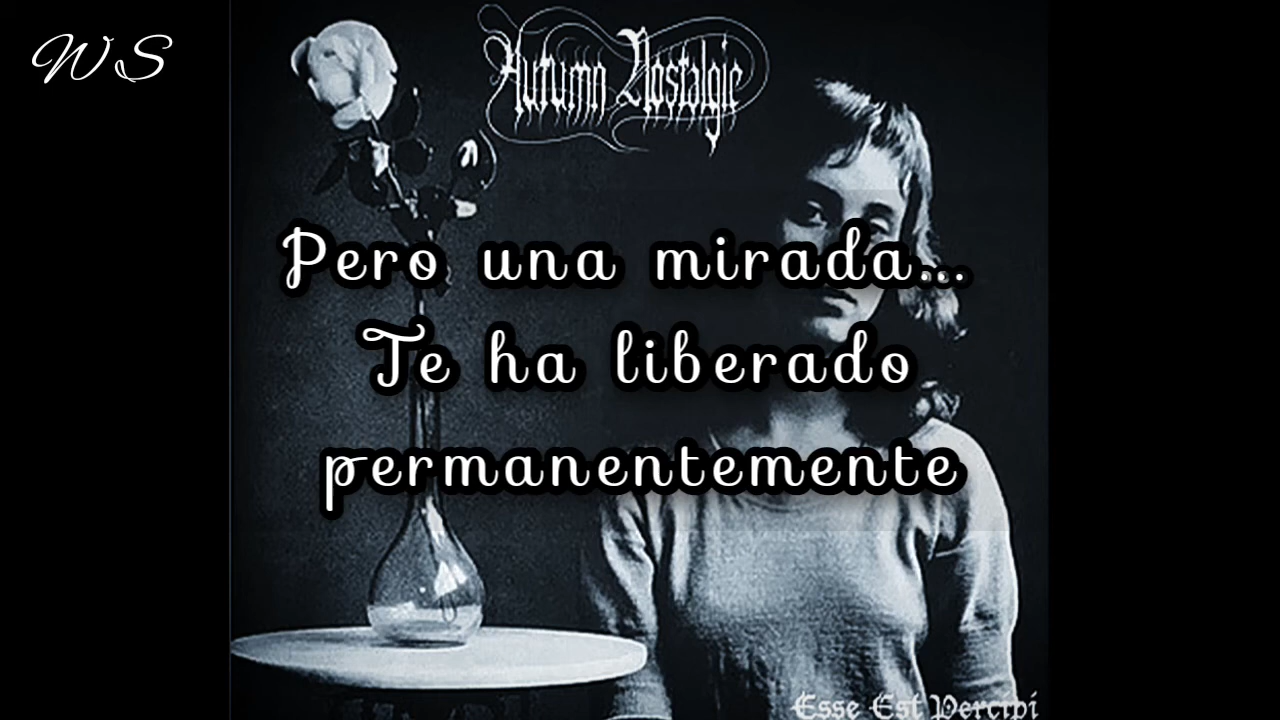 WS
Autumn Nostalgie
Pero una mirada...
Te ha liberado
permanentemente
Esse Est Percipi